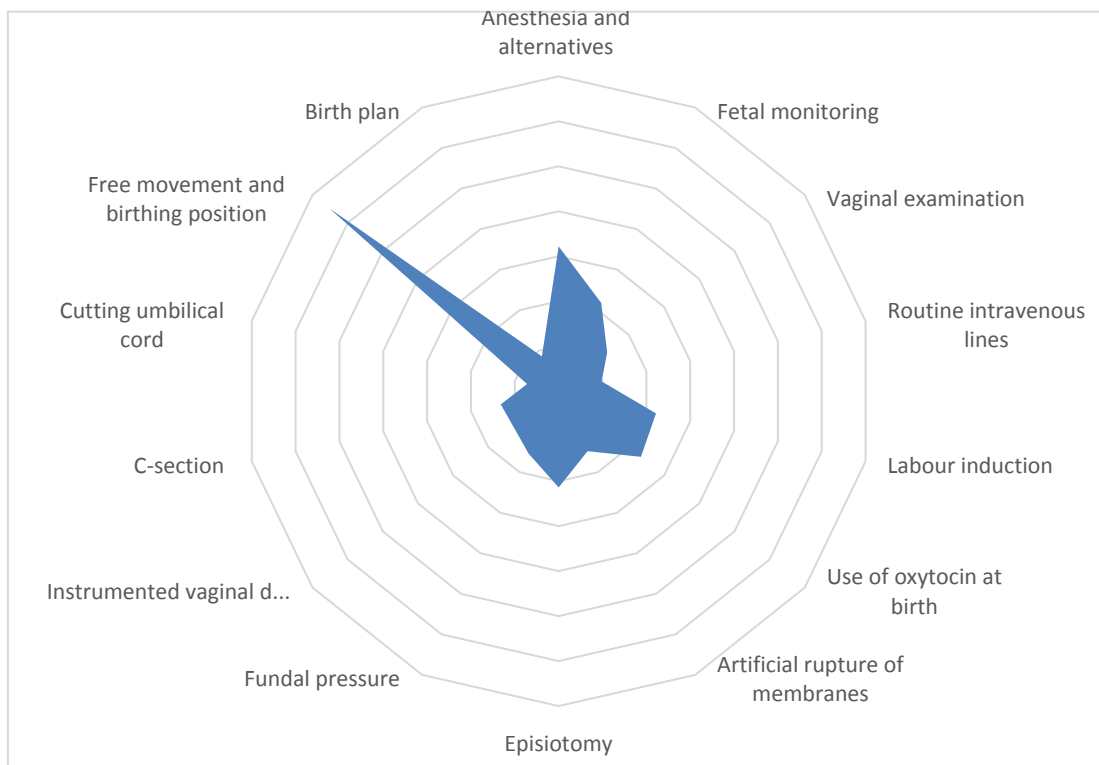 Anesthesia and
alternatives
Fetal monitoring
Vaginal examination
Routine intravenous
lines
Labour induction
Use of oxytocin at
birth
Artificial rupture of
membranes
Episiotomy
Fundal pressure
Instrumented vaginal d...
C-section
Cutting umbilical
cord
Free movement and
birthing position
Birth plan